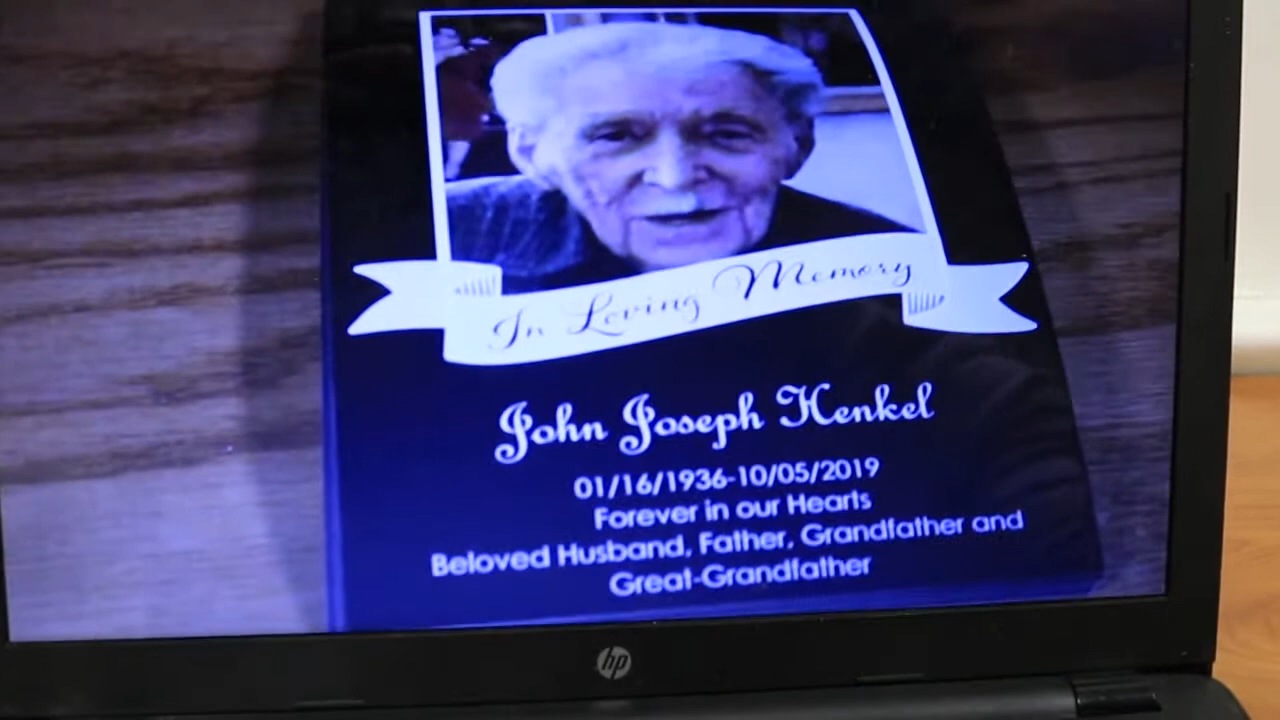 In Loving Memory
John Joseph Henkel
01/16/1936-10/05/2019
Forever in our Hearts
Beloved Husband, Father, Grandfather and
Great-Grandfather
hp